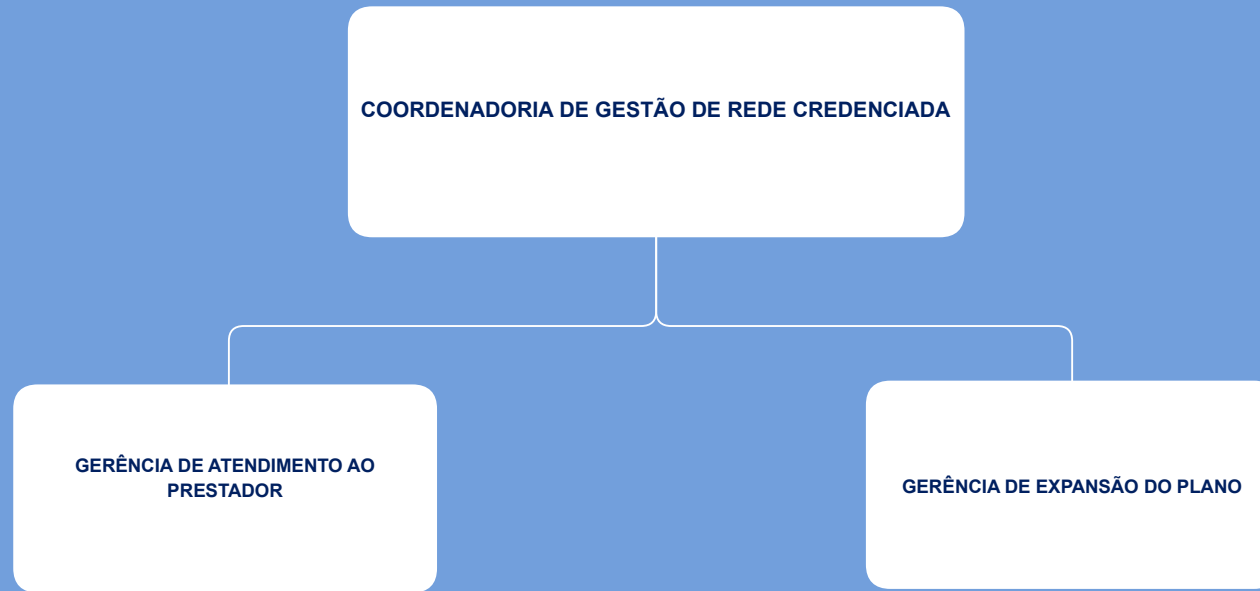 COORDENADORIA DE GESTÃO DE REDE CREDENCIADA
GERÊNCIA DE ATENDIMENTO AO
PRESTADOR
GERÊNCIA DE EXPANSÃO DO PLANO